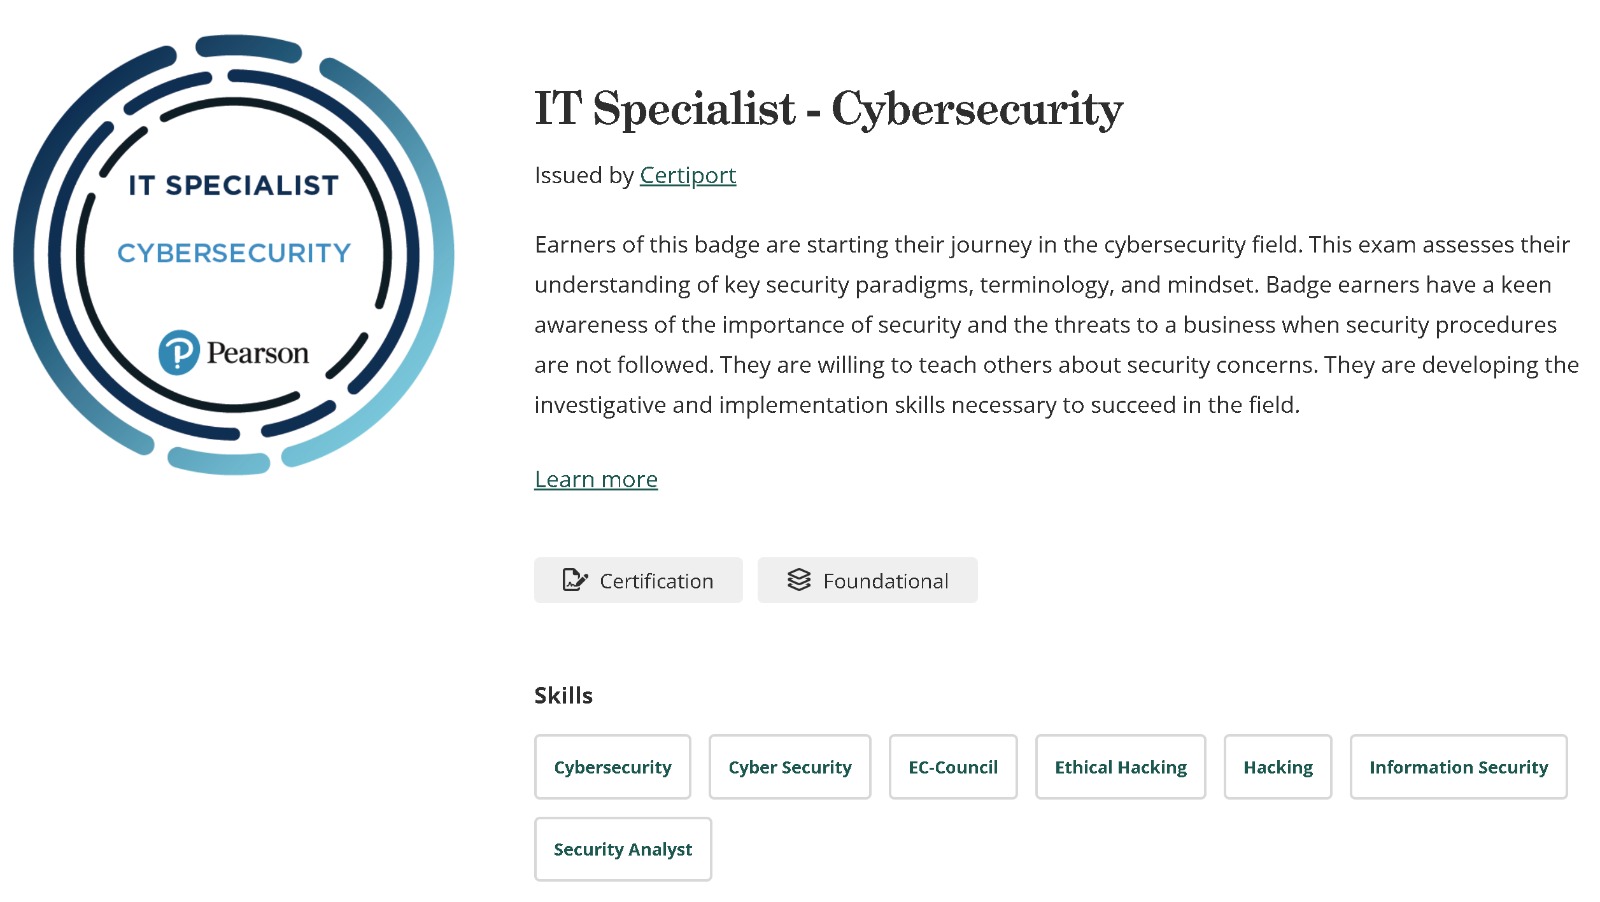 IT SPECIALIST
CYBERSECURITY
Pearson
IT Specialist - Cybersecurity
Issued by Certiport
Earners of this badge are starting their journey in the cybersecurity field. This exam assesses their
understanding of key security paradigms, terminology, and mindset. Badge earners have a keen
awareness of the importance of security and the threats to a business when security procedures
are not followed. They are willing to teach others about security concerns. They are developing the
investigative and implementation skills necessary to succeed in the field.
Learn more
Certification Foundational
Skills
Cybersecurity Cyber Security EC-Council Ethical Hacking Hacking Information Security
Security Analyst